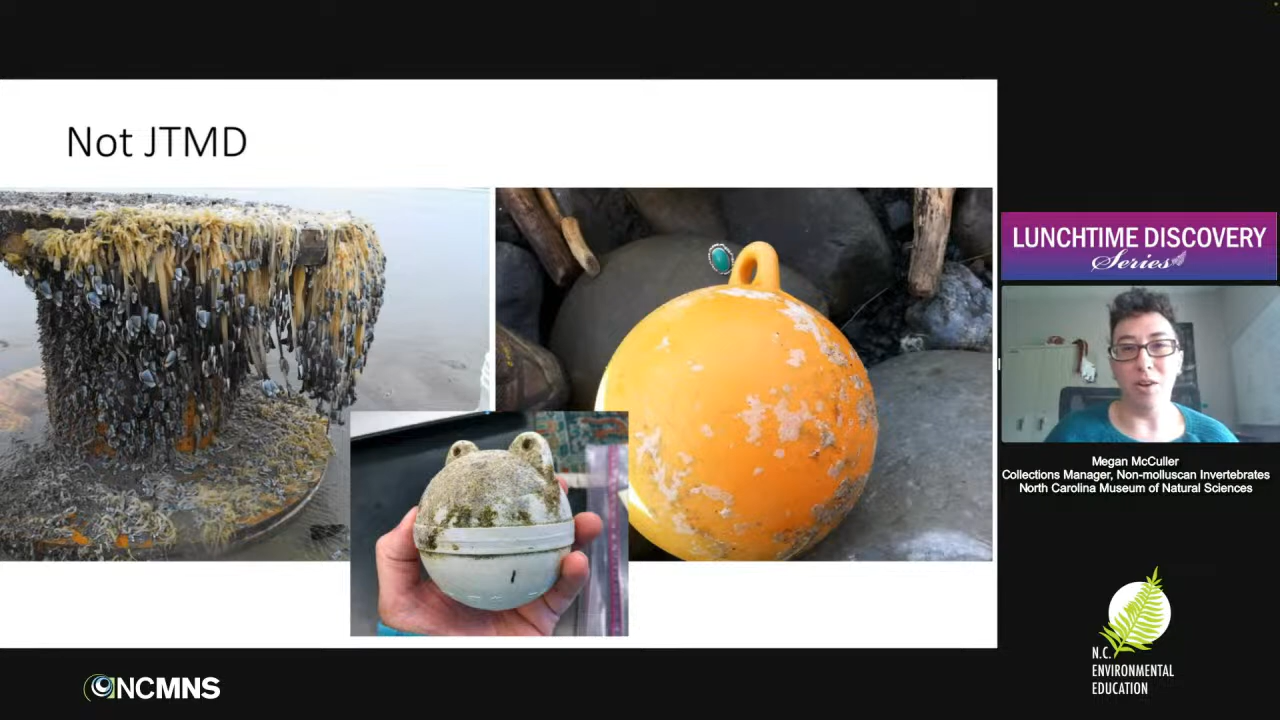 Not JTMD
LUNCHTIME DISCOVERY
Series
Megan McCuller
Collections Manager, Non-molluscan Invertebrates
North Carolina Museum of Natural Sciences
N.C.
ENVIRONMENTAL
EDUCATION
NCMNS